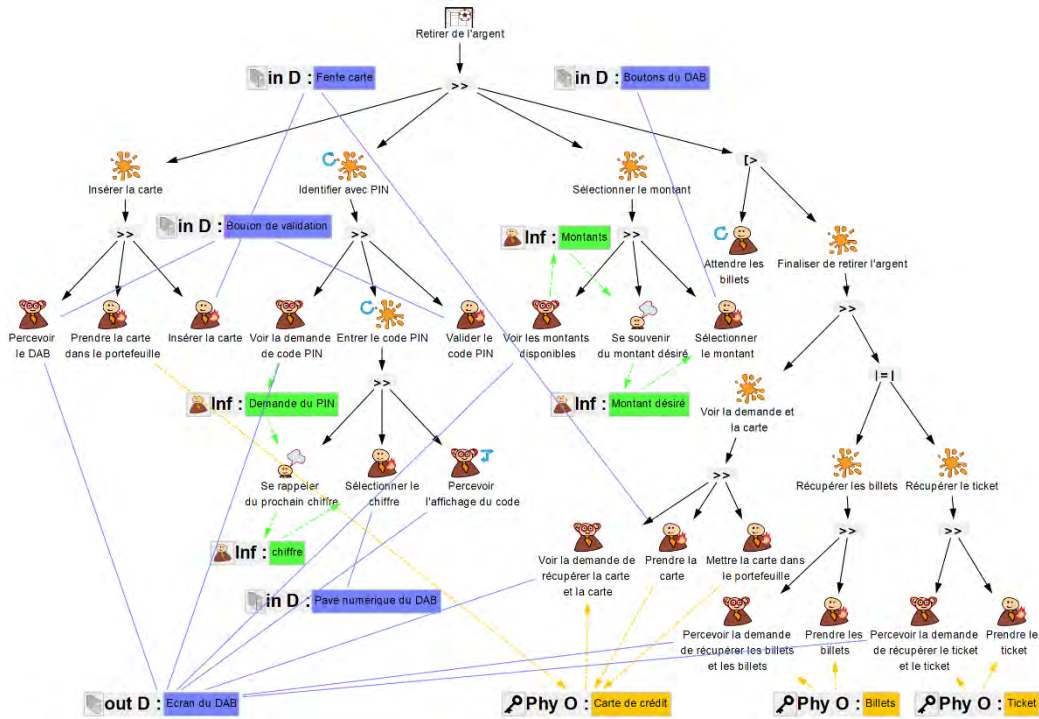 Retirer de l'argent
in D : Fente carte
>>
in D : Boutons du DAB
Insérer la carte
Identifier avec PIN
Sélectionner le montant
[>
>>
in D : Bouton de validation
>>
Inf : Montants
>>
Attendre les
billets
Finaliser de retirer l'argent
>>
Percevoir
le DAB
Prendre la carte
dans le portefeuille
Insérer la carte
Voir la demande
de code PIN
Entrer le code PIN
Valider le
code PIN
Voir les montants
disponibles
Se souvenir
du montant désiré
Sélectionner
le montant
>>
|=|
Inf : Demande du PIN
Inf : Montant désiré
Voir la demande et
la carte
>>
Se rappeler
du prochain chiffre
Sélectionner le
chiffre
Percevoir
l'affichage du code
Récupérer les billets
Récupérer le ticket
>>
>>
Inf : chiffre
Voir la demande de
récupérer la carte
et la carte
Prendre la
carte
Mettre la carte dans
le portefeuille
in D : Pavé numérique du DAB
Percevoir la demande
de récupérer les billets
et les billets
Prendre les
billets
Percevoir la demande
de récupérer le ticket
et le ticket
Prendre le
ticket
out D : Ecran du DAB
Phy O : Carte de crédit
Phy O : Billets
Phy O : Ticket